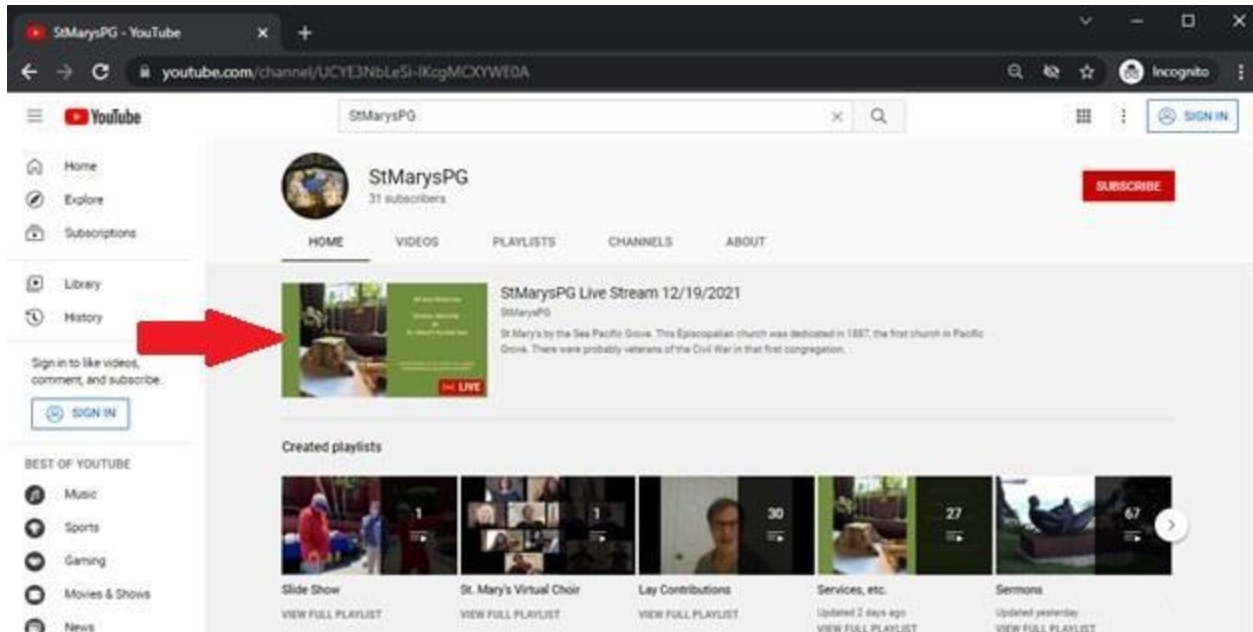 StMarysPG - YouTube
youtube.com/channel/UCYE3NbLeSi-IKcgMCXYWE0A
Incognito
YouTube
StMarysPG
SIGN IN
Home
Explore
Subscriptions
Library
History
Sign in to like videos,
comment, and subscribe.
SIGN IN
BEST OF YOUTUBE
Music
Sports
Gaming
Movies & Shows
News
StMarysPG
31 subscribers
SUBSCRIBE
HOME VIDEOS PLAYLISTS CHANNELS ABOUT
StMarysPG Live Stream 12/19/2021
StMarysPG
St Mary's by the Sea Pacific Grove. This Episcopalian church was dedicated in 1887, the first church in Pacific
Grove. There were probably veterans of the Civil War in that first congregation.
LIVE
Created playlists
1
1
30
27
67
Slide Show
VIEW FULL PLAYLIST
St. Mary's Virtual Choir
VIEW FULL PLAYLIST
Lay Contributions
VIEW FULL PLAYLIST
Services, etc.
Updated 2 days ago
VIEW FULL PLAYLIST
Sermons
Updated yesterday
VIEW FULL PLAYLIST